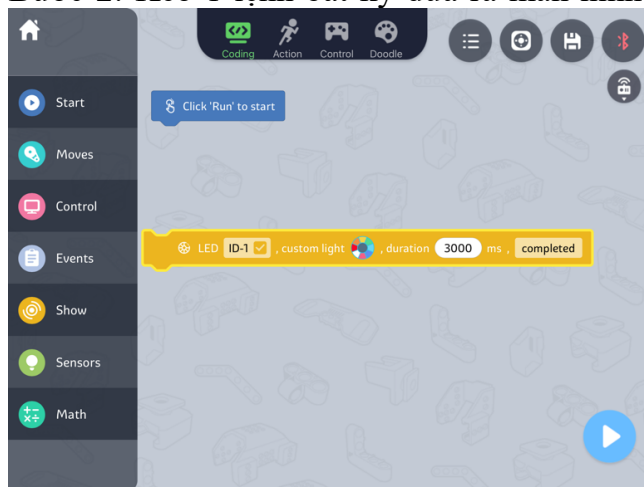 Coding Action Control Doodle
Start
Click 'Run' to start
Moves
Control
LED ID-1 , custom light , duration 3000 ms , completed
Events
Show
Sensors
Math